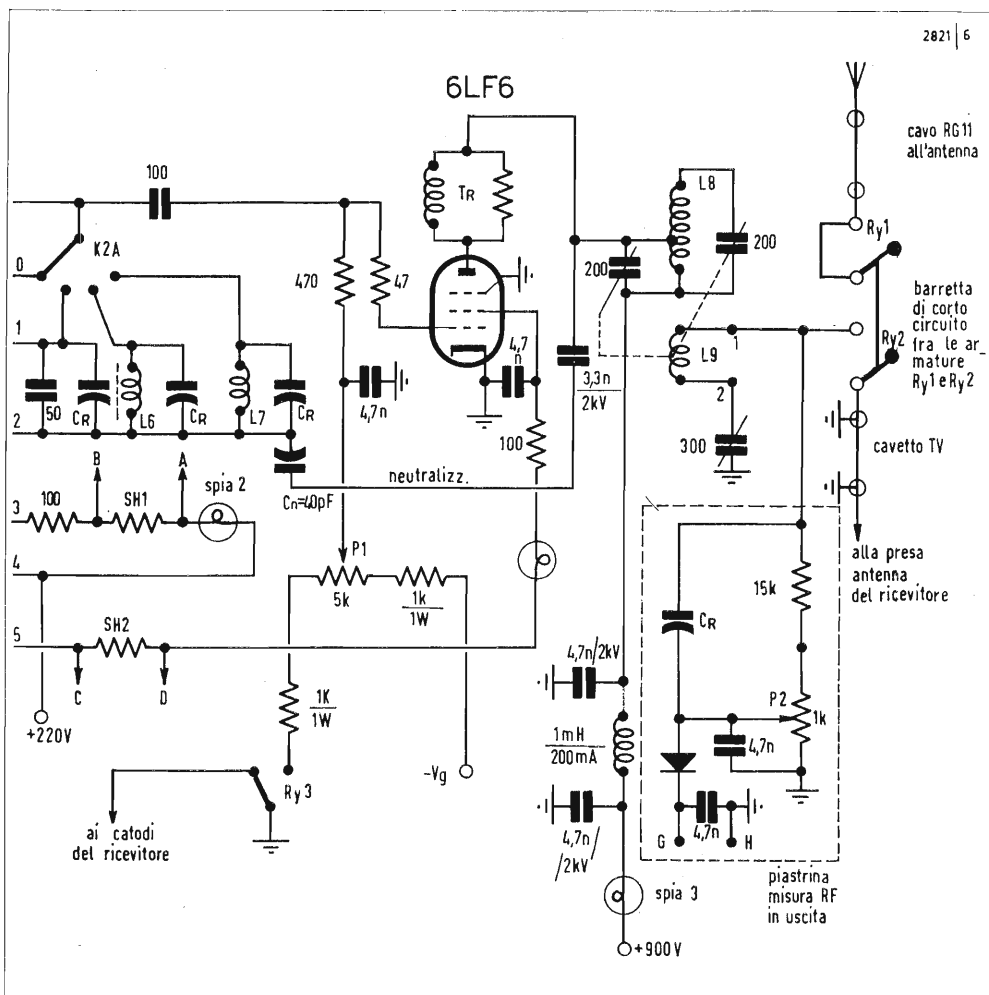 2821 | 6
6LF6
cavo RG11
all'antenna
100
TR
L8
K2A
Ry1
200
200
0
470
47
barretta
di corto
circuito
fra le ar-
mature
Ry1 e Ry2
1
4,7
n
L9
1
Ry2
3,3n
2kV
50
CR
L6
CR
L7
CR
4,7n
2
2
300
100
cavetto TV
B
A
neutralizz.
Cn=40pF
spia 2
3
100
SH1
4
P1
5k
1k
1W
alla presa
antenna
del ricevitore
15k
CR
5
SH2
C
D
4,7n/2kV
P2
1k
1K
1W
+220V
1mH
200mA
4,7n
-Vg
Ry3
4,7n
/2kV
4,7n
G
H
ai catodi
del ricevitore
piastrina
misura RF
in uscita
spia 3
+900V